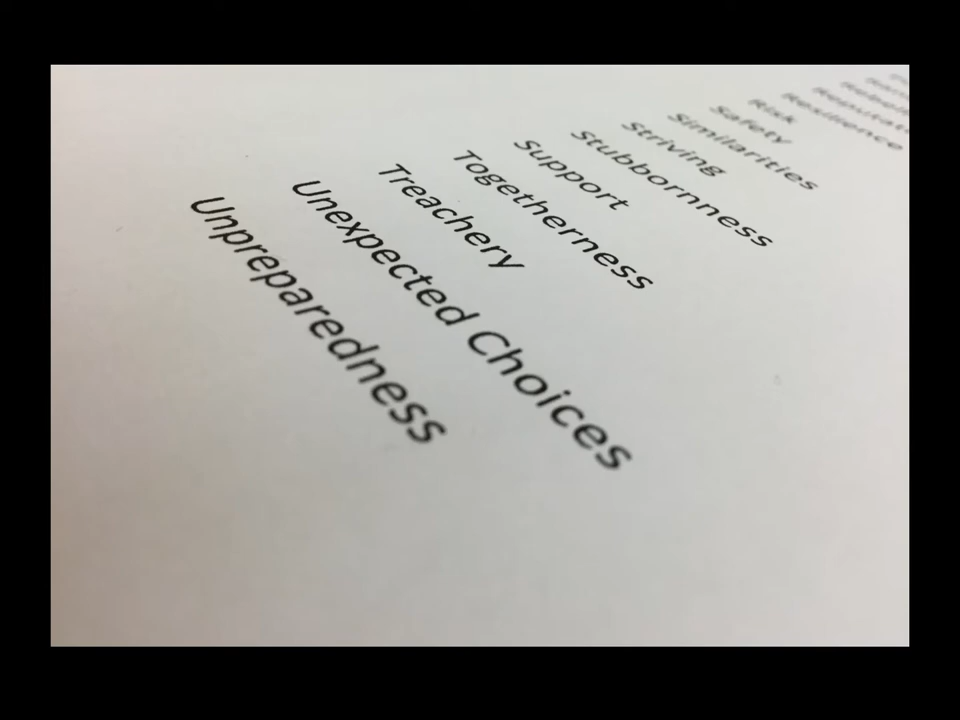 Resilience
Risk
Safety
Similarities
Striving
Stubbornness
Support
Togetherness
Treachery
Unexpected Choices
Unpreparedness